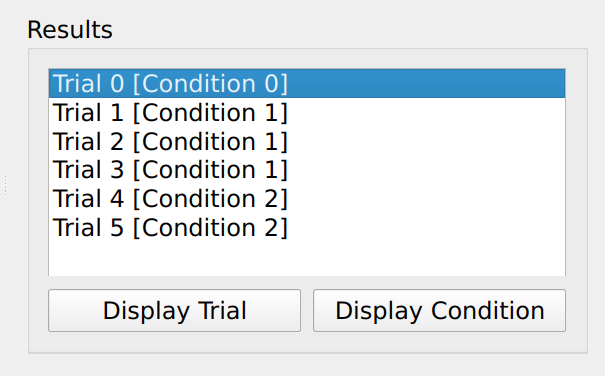 Results
Trial 0 [Condition 0]
Trial 1 [Condition 1]
Trial 2 [Condition 1]
Trial 3 [Condition 1]
Trial 4 [Condition 2]
Trial 5 [Condition 2]
Display Trial Display Condition